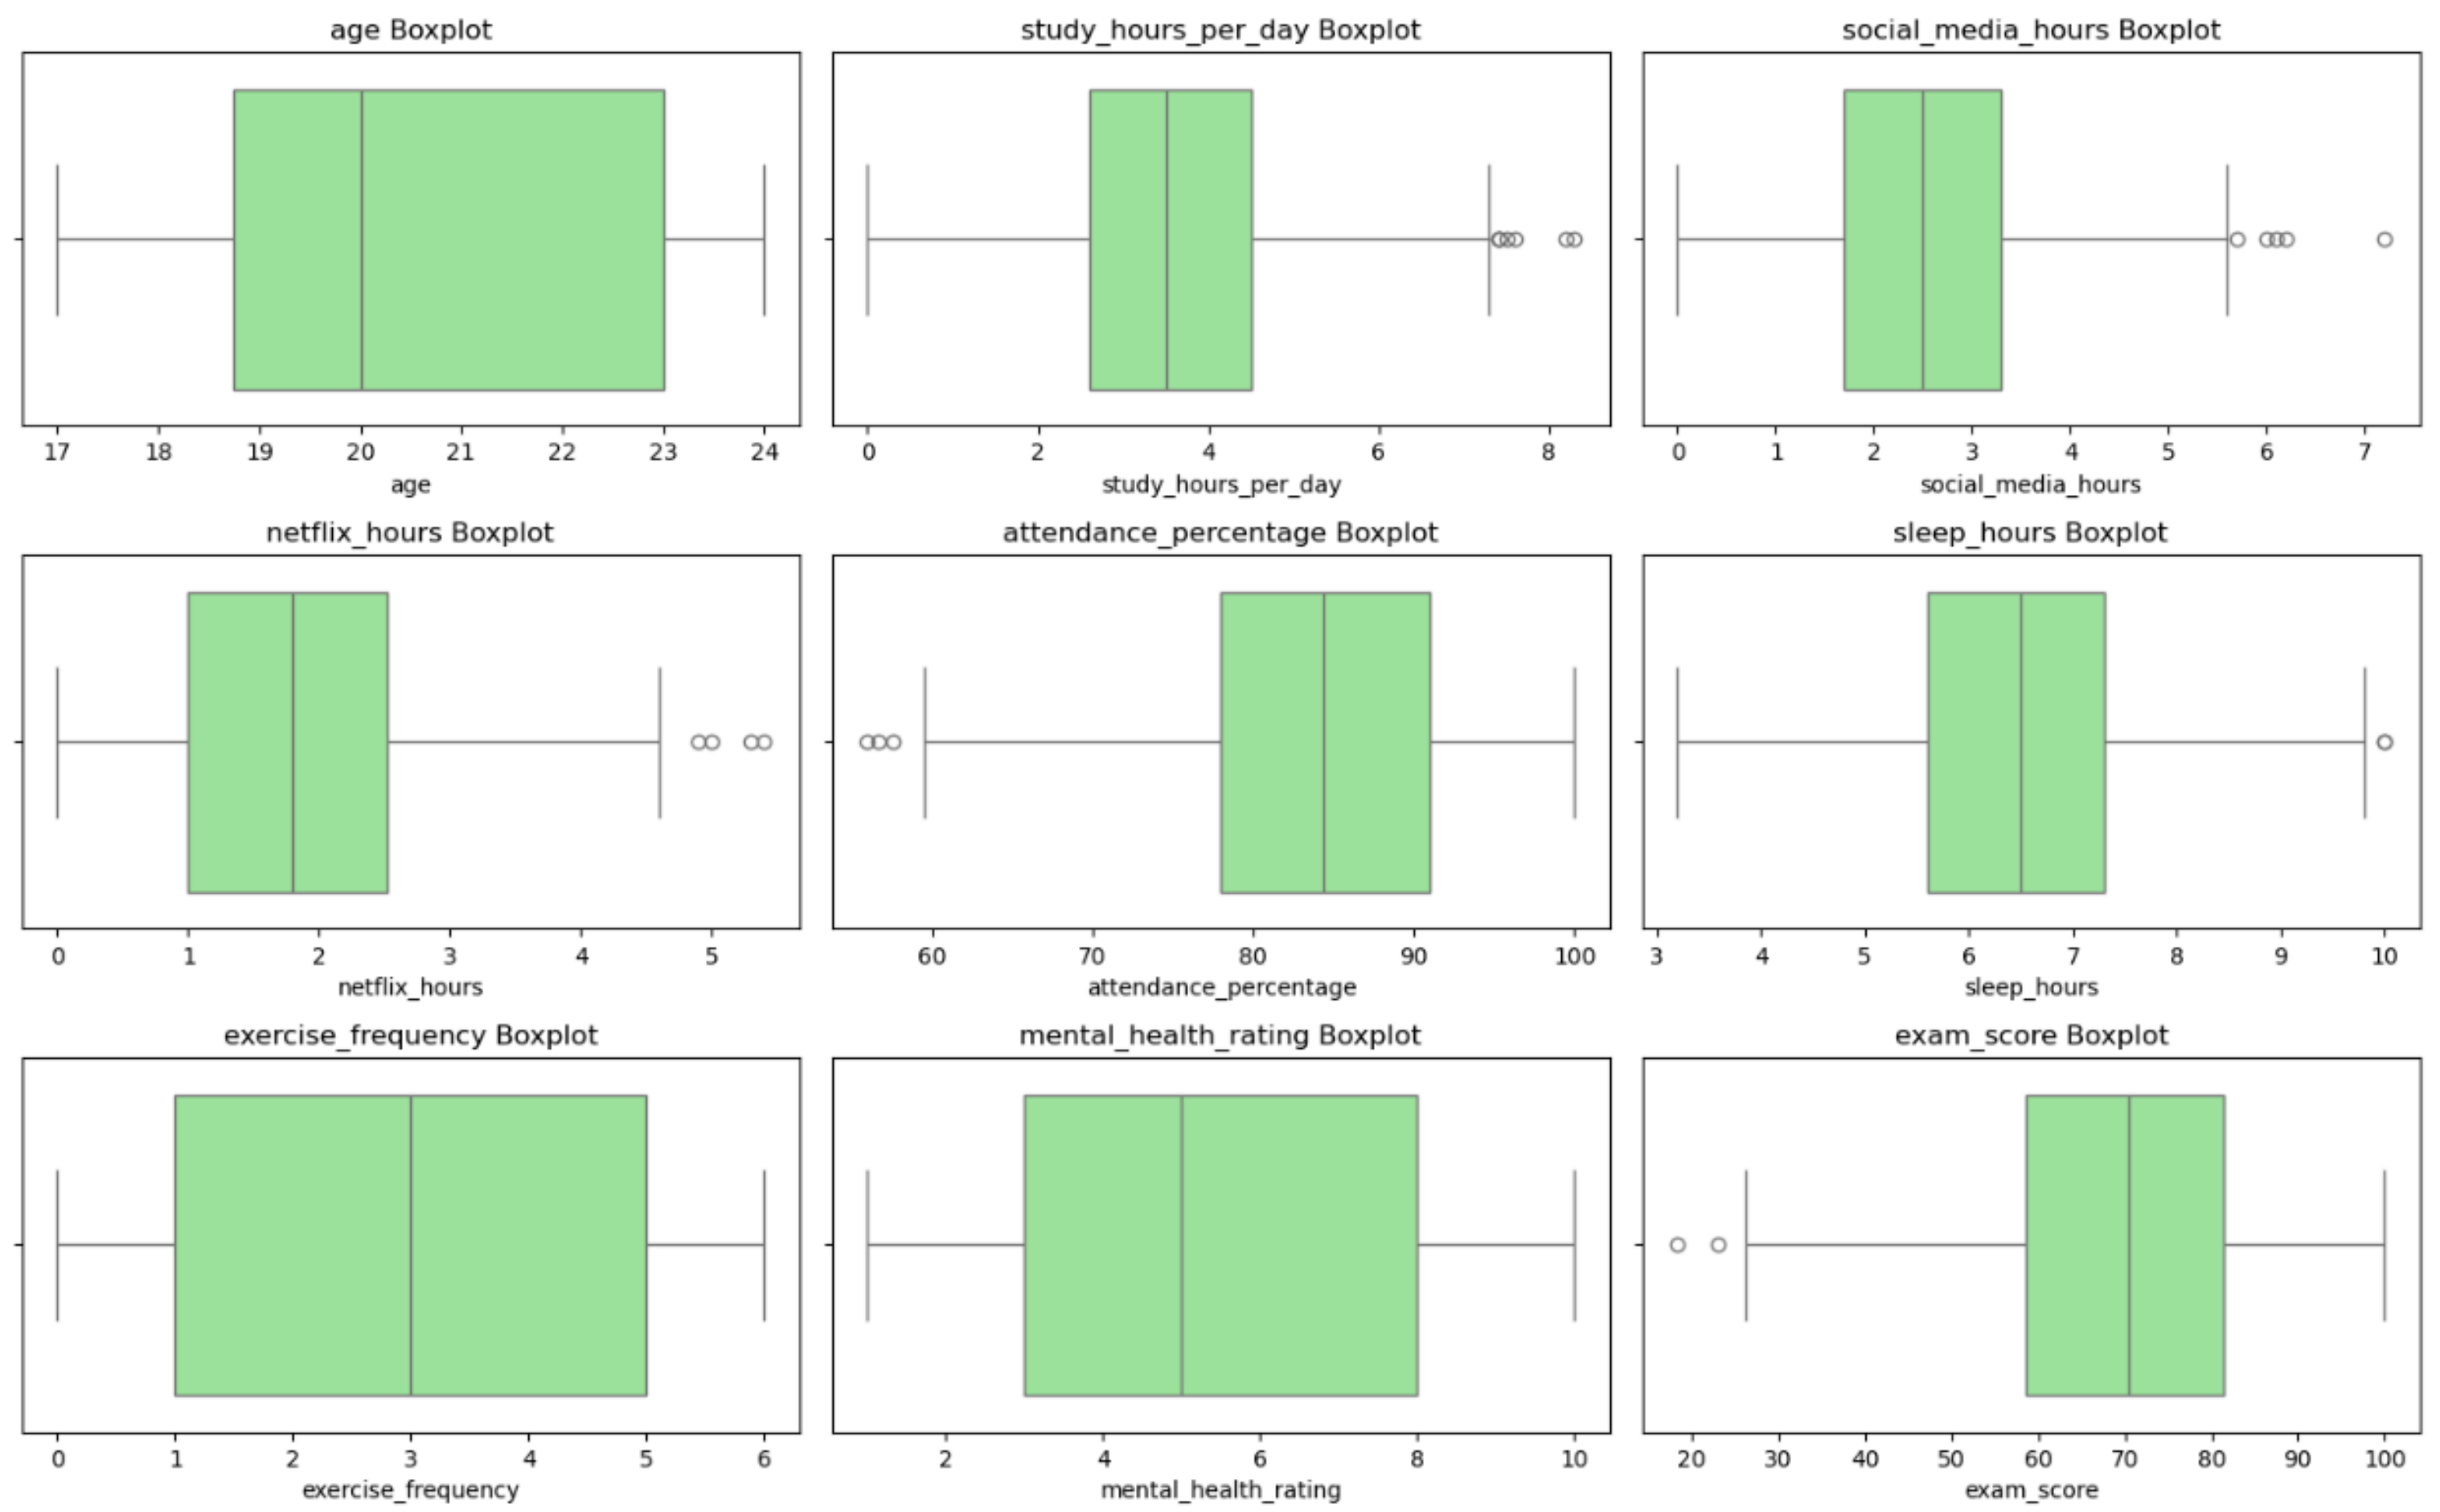 age Boxplot
study_hours_per_day Boxplot
social_media_hours Boxplot
17 18 19 20 21 22 23 24
0 2 4 6 8
0 1 2 3 4 5 6 7
age
study_hours_per_day
social_media_hours
netflix_hours Boxplot
attendance_percentage Boxplot
sleep_hours Boxplot
0 1 2 3 4 5
60 70 80 90 100
3 4 5 6 7 8 9 10
netflix_hours
attendance_percentage
sleep_hours
exercise_frequency Boxplot
mental_health_rating Boxplot
exam_score Boxplot
0 1 2 3 4 5 6
2 4 6 8 10
20 30 40 50 60 70 80 90 100
exercise_frequency
mental_health_rating
exam_score